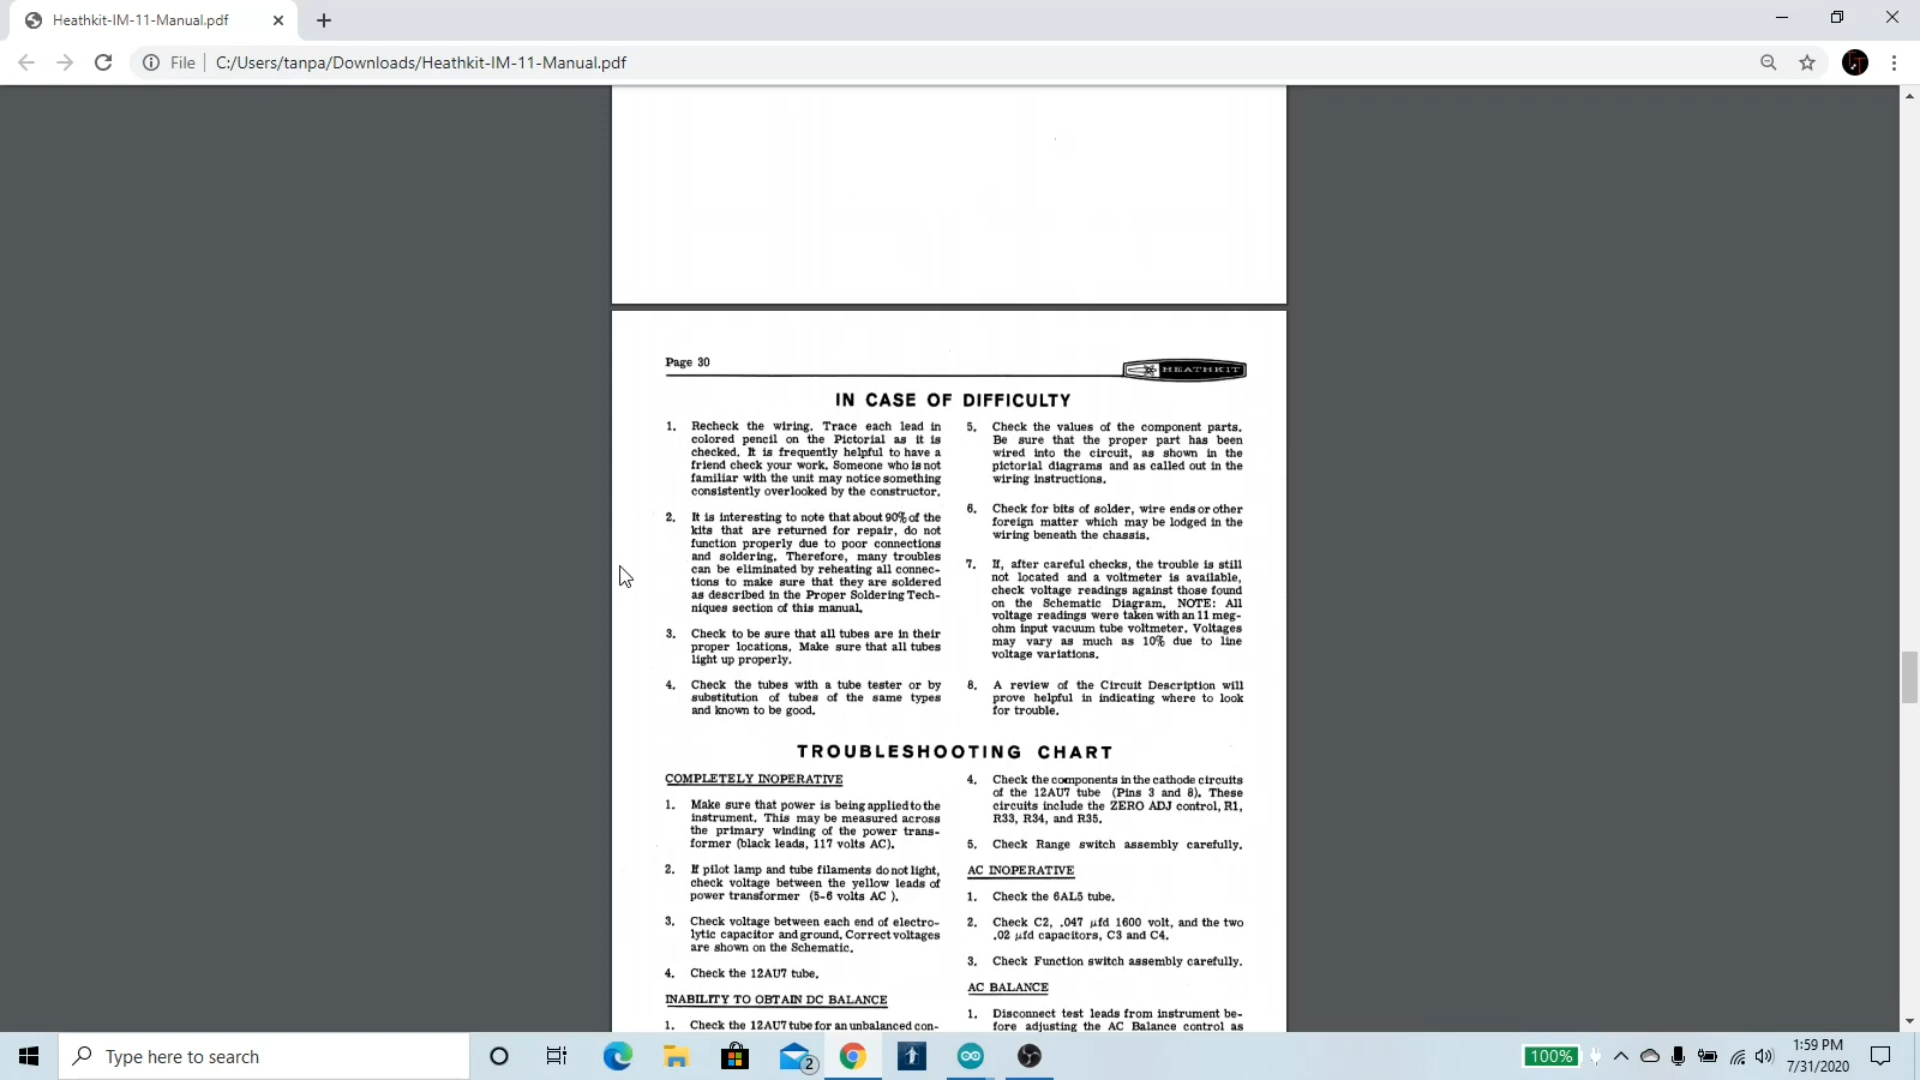 Heathkit-IM-11-Manual.pdf
File
C:/Users/tanpa/Downloads/Heathkit-IM-11-Manual.pdf
Page 30
HEATHKIT
IN CASE OF DIFFICULTY
1. Recheck the wiring. Trace each lead in
colored pencil on the Pictorial as it is
checked. It is frequently helpful to have a
friend check your work. Someone who is not
familiar with the unit may notice something
consistently overlooked by the constructor.
2. It is interesting to note that about 90% of the
kits that are returned for repair, do not
function properly due to poor connections
and soldering. Therefore, many troubles
can be eliminated by reheating all connec-
tions to make sure that they are soldered
as described in the Proper Soldering Tech-
niques section of this manual.
3. Check to be sure that all tubes are in their
proper locations. Make sure that all tubes
light up properly.
4. Check the tubes with a tube tester or by
substitution of tubes of the same types
and known to be good.
5. Check the values of the component parts.
Be sure that the proper part has been
wired into the circuit, as shown in the
pictorial diagrams and as called out in the
wiring instructions.
6. Check for bits of solder, wire ends or other
foreign matter which may be lodged in the
wiring beneath the chassis.
7. If, after careful checks, the trouble is still
not located and a voltmeter is available,
check voltage readings against those found
on the Schematic Diagram. NOTE: All
voltage readings were taken with an 11 meg-
ohm input vacuum tube voltmeter. Voltages
may vary as much as 10% due to line
voltage variations.
8. A review of the Circuit Description will
prove helpful in indicating where to look
for trouble.
TROUBLESHOOTING CHART
COMPLETELY INOPERATIVE
1. Make sure that power is being applied to the
instrument. This may be measured across
the primary winding of the power trans-
former (black leads, 117 volts AC).
2. If pilot lamp and tube filaments do not light,
check voltage between the yellow leads of
power transformer (5-6 volts AC ).
3. Check voltage between each end of electro-
lytic capacitor and ground. Correct voltages
are shown on the Schematic.
4. Check the 12AU7 tube.
INABILITY TO OBTAIN DC BALANCE
1. Check the 12AU7 tube for an unbalanced con-
4. Check the components in the cathode circuits
of the 12AU7 tube (Pins 3 and 8). These
circuits include the ZERO ADJ control, R1,
R33, R34, and R35.
5. Check Range switch assembly carefully.
AC INOPERATIVE
1. Check the 6AL5 tube.
2. Check C2, .047 μfd 1600 volt, and the two
.02 μfd capacitors, C3 and C4.
3. Check Function switch assembly carefully.
AC BALANCE
1. Disconnect test leads from instrument be-
fore adjusting the AC Balance control as
Type here to search
2
100%
1:59 PM
7/31/2020